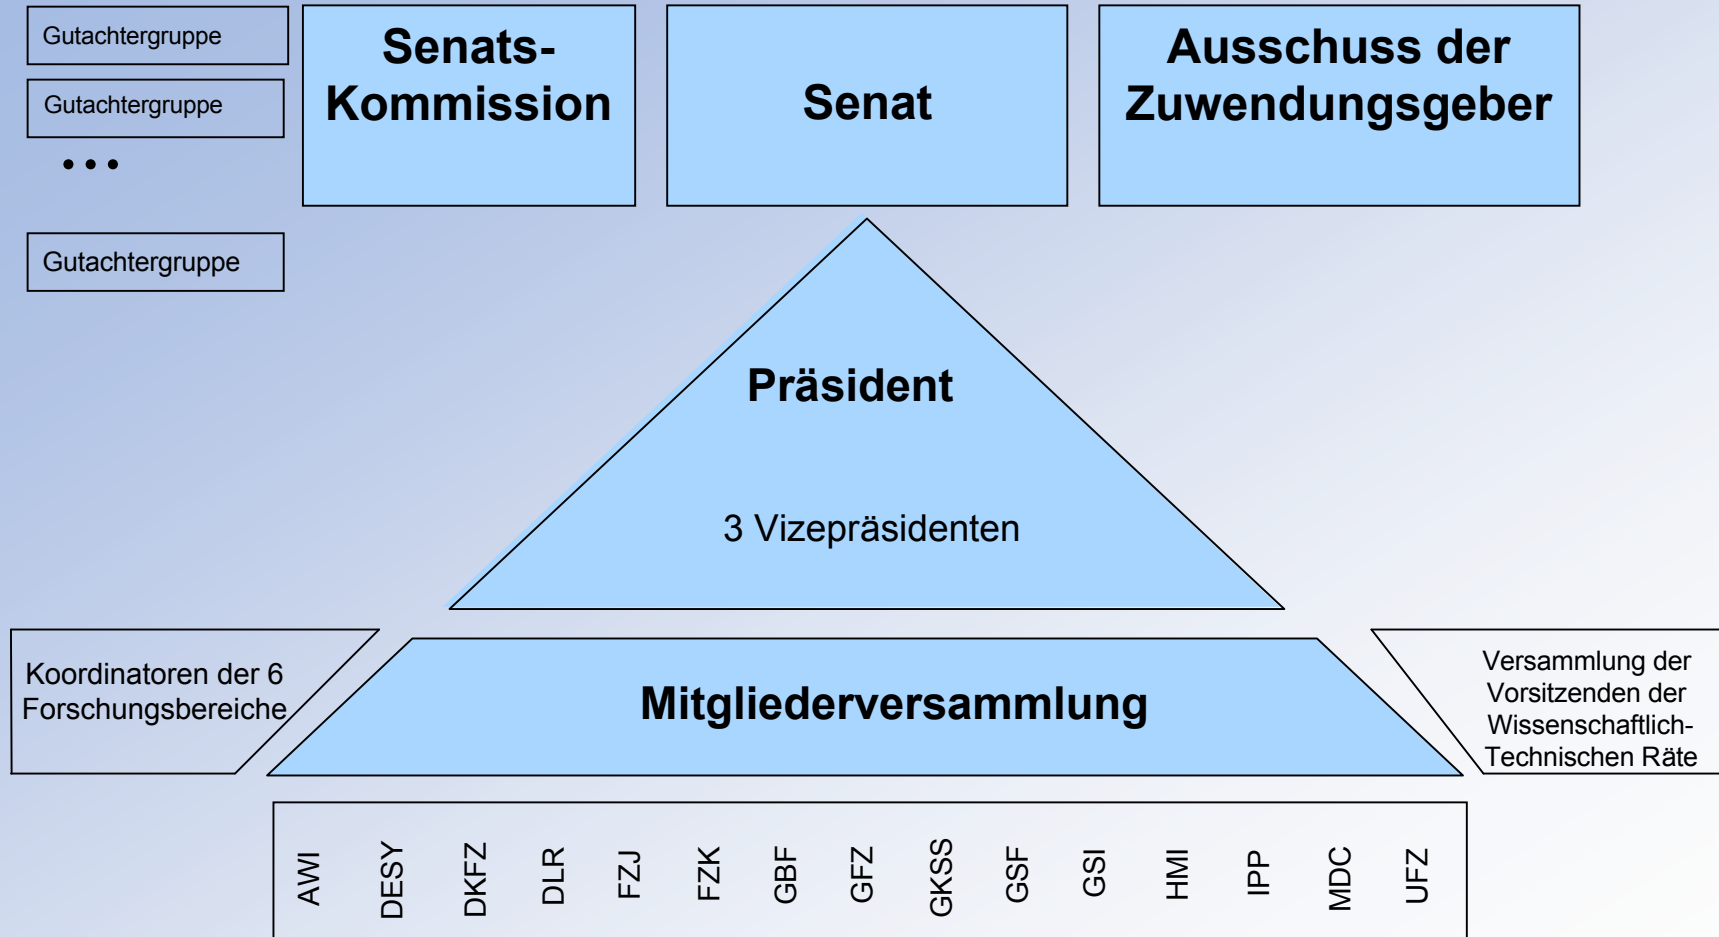 Gutachtergruppe
Gutachtergruppe
...
Gutachtergruppe
Senats-
Kommission
Senat
Ausschuss der
Zuwendungsgeber
Präsident
3 Vizepräsidenten
Koordinatoren der 6
Forschungsbereiche
Mitgliederversammlung
Versammlung der
Vorsitzenden der
Wissenschaftlich-
Technischen Räte
AWI
DESY
DKFZ
DLR
FZJ
FZK
GBF
GFZ
GKSS
GSF
GSI
HMI
IPP
MDC
UFZ